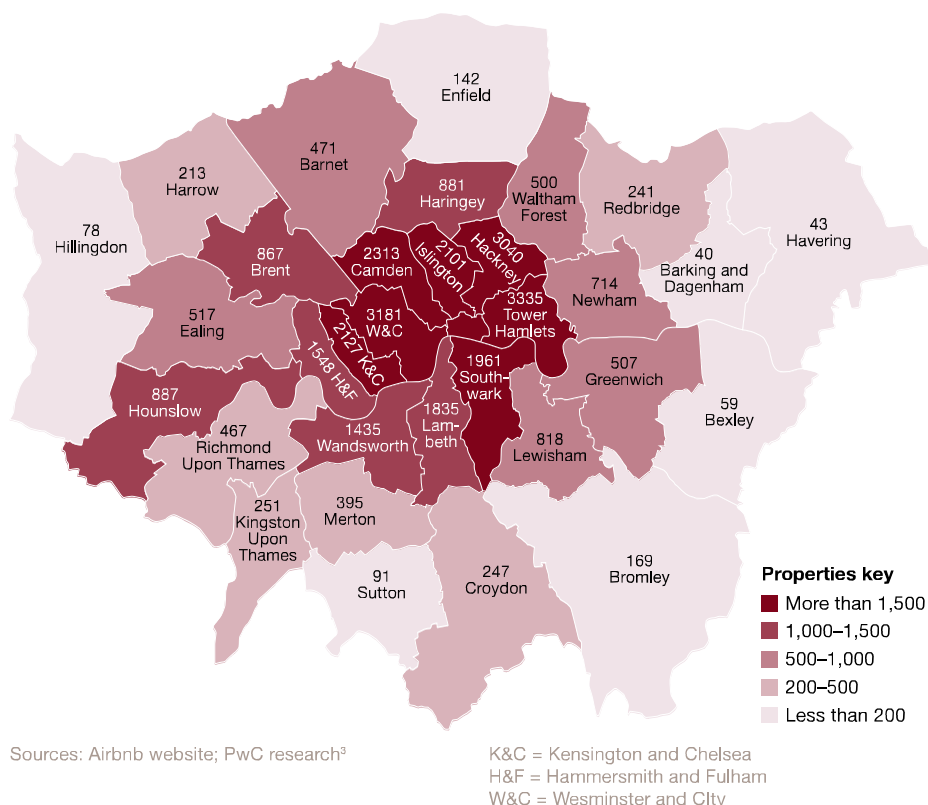 142
Enfield
471
Barnet
213
Harrow
881
Haringey
500
Waltham
Forest
241
Redbridge
43
Havering
78
Hillingdon
867
Brent
2313
Camden
2101
Islington
3040
Hackney
40
Barking and
Dagenham
714
Newham
517
Ealing
3181
W&C
3335
Tower
Hamlets
2127 K&C
1548 H&F
1961
South-
wark
507
Greenwich
887
Hounslow
59
Bexley
467
Richmond
Upon Thames
1435
Wandsworth
1835
Lam-
beth
818
Lewisham
251
Kingston
Upon
Thames
395
Merton
91
Sutton
247
Croydon
169
Bromley
Properties key
More than 1,500
1,000–1,500
500–1,000
200–500
Less than 200
Sources: Airbnb website; PwC research³
K&C = Kensington and Chelsea
H&F = Hammersmith and Fulham
W&C = Wesminster and CIty